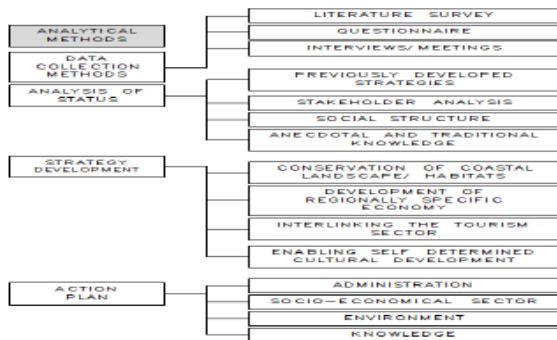 ANALYTICAL
METHODS
DATA
COLLECTION
METHODS
LITERATURE SURVEY
QUESTIONNAIRE
INTERVIEWS/MEETINGS
ANALYSIS OF
STATUS
PREVIOUSLY DEVELOPED
STRATEGIES
STAKEHOLDER ANALYSIS
SOCIAL STRUCTURE
ANECDOTAL AND TRADITIONAL
KNOWLEDGE
STRATEGY
DEVELOPMENT
CONSERVATION OF COASTAL
LANDSCAPE/ HABITATS
DEVELOPMENT OF
REGIONALLY SPECIFIC
ECONOMY
INTERLINKING THE TOURISM
SECTOR
ENABLING SELF DETERMINED
CULTURAL DEVELOPMENT
ACTION
PLAN
ADMINISTRATION
SOCIO-ECONOMICAL SECTOR
ENVIRONMENT
KNOWLEDGE